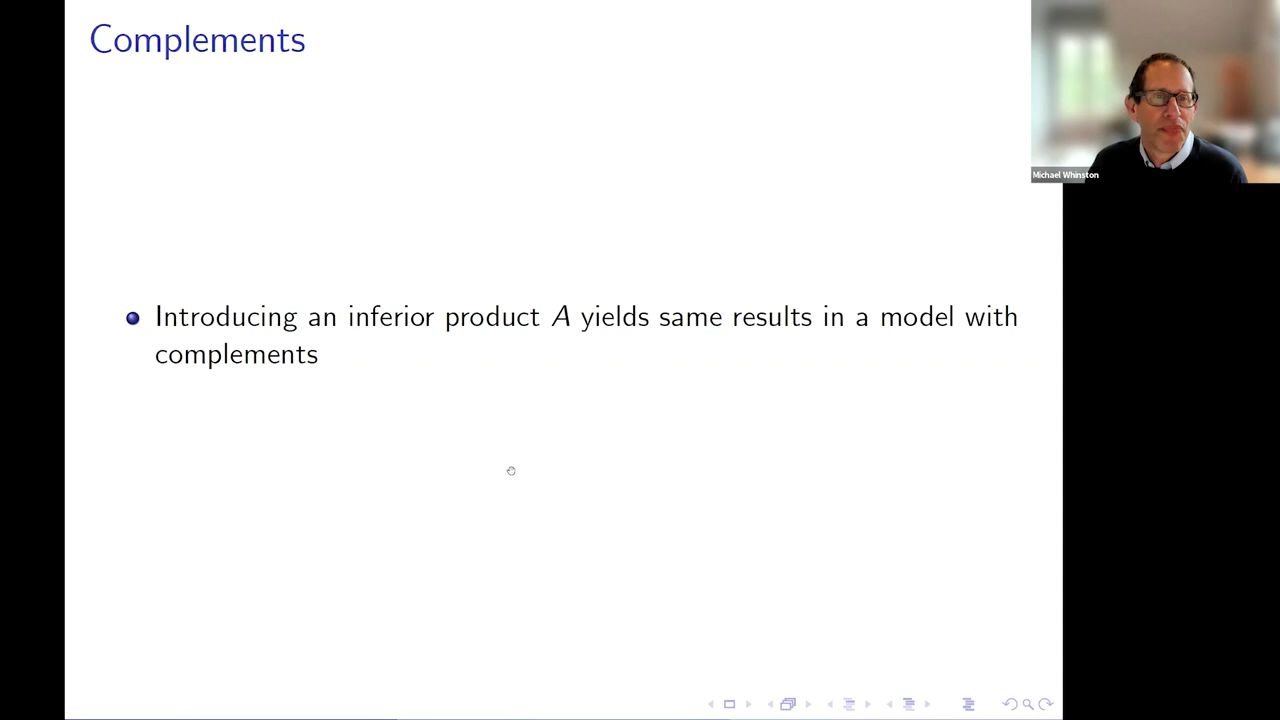 Complements
Michael Whinston
Introducing an inferior product A yields same results in a model with
complements